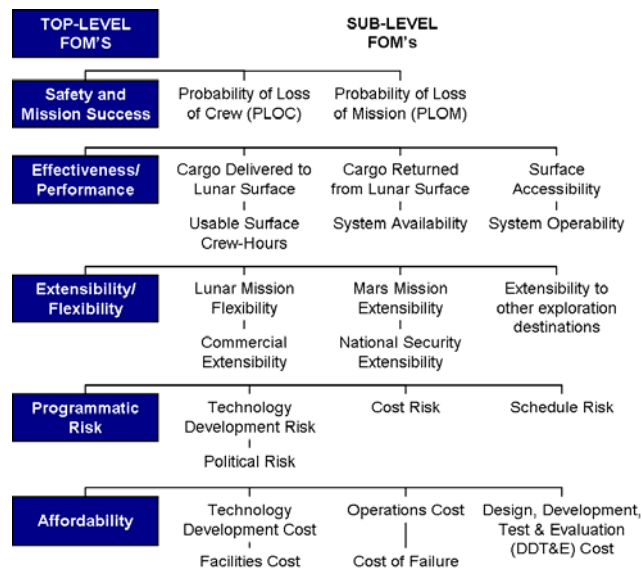 TOP-LEVEL
FOM'S
SUB-LEVEL
FOM's
Safety and
Mission Success
Probability of Loss
of Crew (PLOC)
Probability of Loss
of Mission (PLOM)
Effectiveness/
Performance
Cargo Delivered to
Lunar Surface
Cargo Returned
from Lunar Surface
Surface
Accessibility
Usable Surface
Crew-Hours
System Availability
System Operability
Extensibility/
Flexibility
Lunar Mission
Flexibility
Mars Mission
Extensibility
Extensibility to
other exploration
destinations
Commercial
Extensibility
National Security
Extensibility
Programmatic
Risk
Technology
Development Risk
Cost Risk
Schedule Risk
Political Risk
Affordability
Technology
Development Cost
Operations Cost
Design, Development,
Test & Evaluation
(DDT&E) Cost
Facilities Cost
Cost of Failure